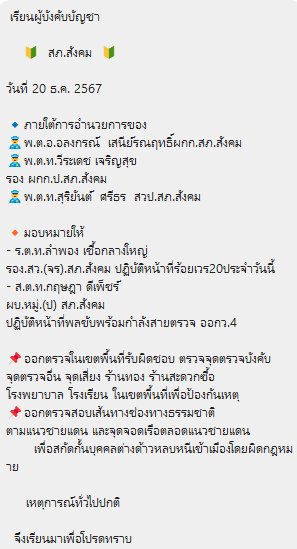 เรียนผู้บังคับบัญชา
🔰 สภ.สังคม 🔰
วันที่ 20 ธ.ค. 2567
🔹ภายใต้การอำนวยการของ
👮พ.ต.อ.อลงกรณ์ เสนีย์รณฤทธิ์ผกก.สภ.สังคม
👮พ.ต.ท.วีระเดช เจริญสุข
รอง ผกก.ป.สภ.สังคม
👮พ.ต.ท.สุริยันต์ ศรีธร สวป.สภ.สังคม
🔸มอบหมายให้
- ร.ต.ท.ลำพอง เชื้อกลางใหญ่
รอง.สว.(จร).สภ.สังคม ปฏิบัติหน้าที่ร้อยเวร20ประจำวันนี้
- ส.ต.ท.กฤษฎา ดีเพ็ชร์
ผบ.หมู่.(ป) สภ.สังคม
ปฏิบัติหน้าที่พลขับพร้อมกำลังสายตรวจ ออกว.4
📌ออกตรวจในเขตพื้นที่รับผิดชอบ ตรวจจุดตรวจบังคับ
จุดตรวจอื่น จุดเสี่ยง ร้านทอง ร้านสะดวกซื้อ
โรงพยาบาล โรงเรียน ในเขตพื้นที่เพื่อป้องกันเหตุ
📌ออกตรวจสอบเส้นทางช่องทางธรรมชาติ
ตามแนวชายแดน และจุดจอดเรือตลอดแนวชายแดน
เพื่อสกัดกั้นบุคคลต่างด้าวหลบหนีเข้าเมืองโดยผิดกฎหม
าย
เหตุการณ์ทั่วไปปกติ
จึงเรียนมาเพื่อโปรดทราบ